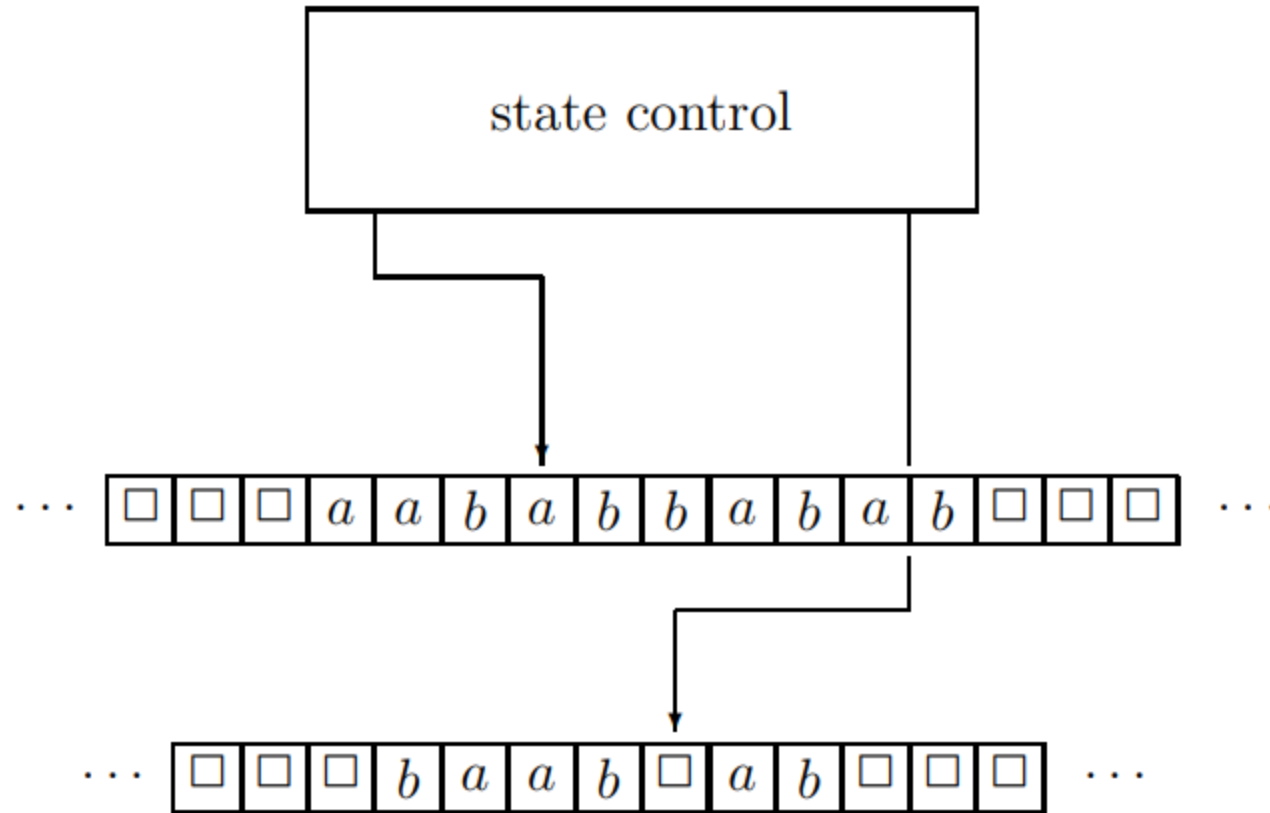 state control
··· □ □ □ a a b a b b a b a b □ □ □ ···
··· □ □ □ b a a b □ a b □ □ □ ···